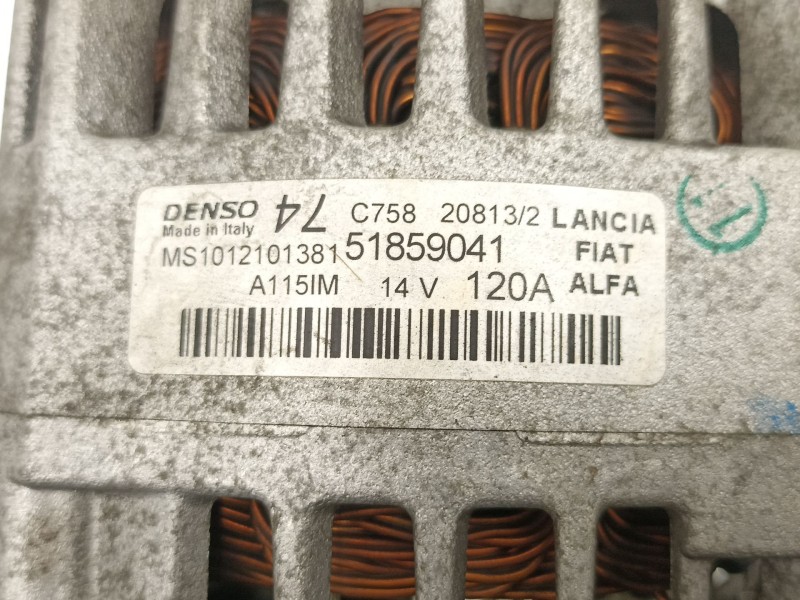 DENSO 74 C758 20813/2 LANCIA
Made in Italy
MS1012101381 51859041 FIAT
A115IM 14 V 120A ALFA